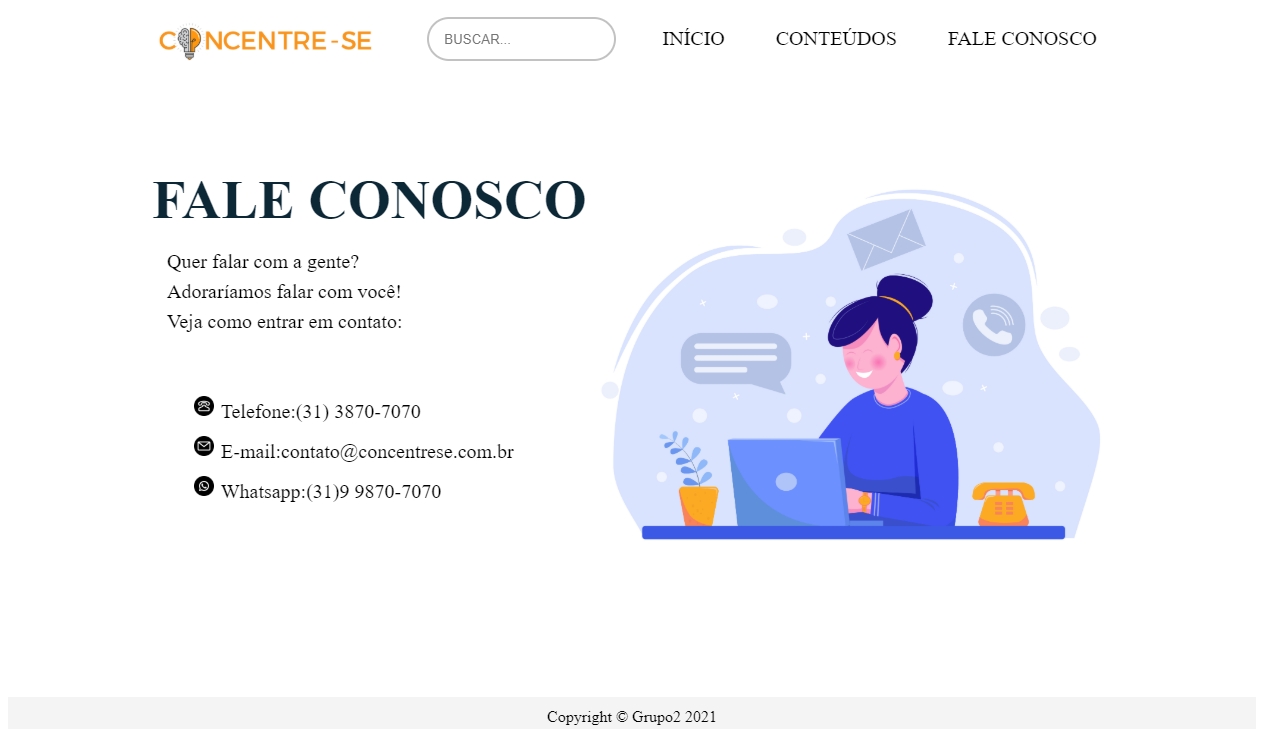 CONCENTRE-SE
BUSCAR...
INÍCIO
CONTEÚDOS
FALE CONOSCO
FALE CONOSCO
Quer falar com a gente?
Adoraríamos falar com você!
Veja como entrar em contato:
Telefone:(31) 3870-7070
E-mail:contato@concentrese.com.br
Whatsapp:(31)9 9870-7070
Copyright © Grupo2 2021